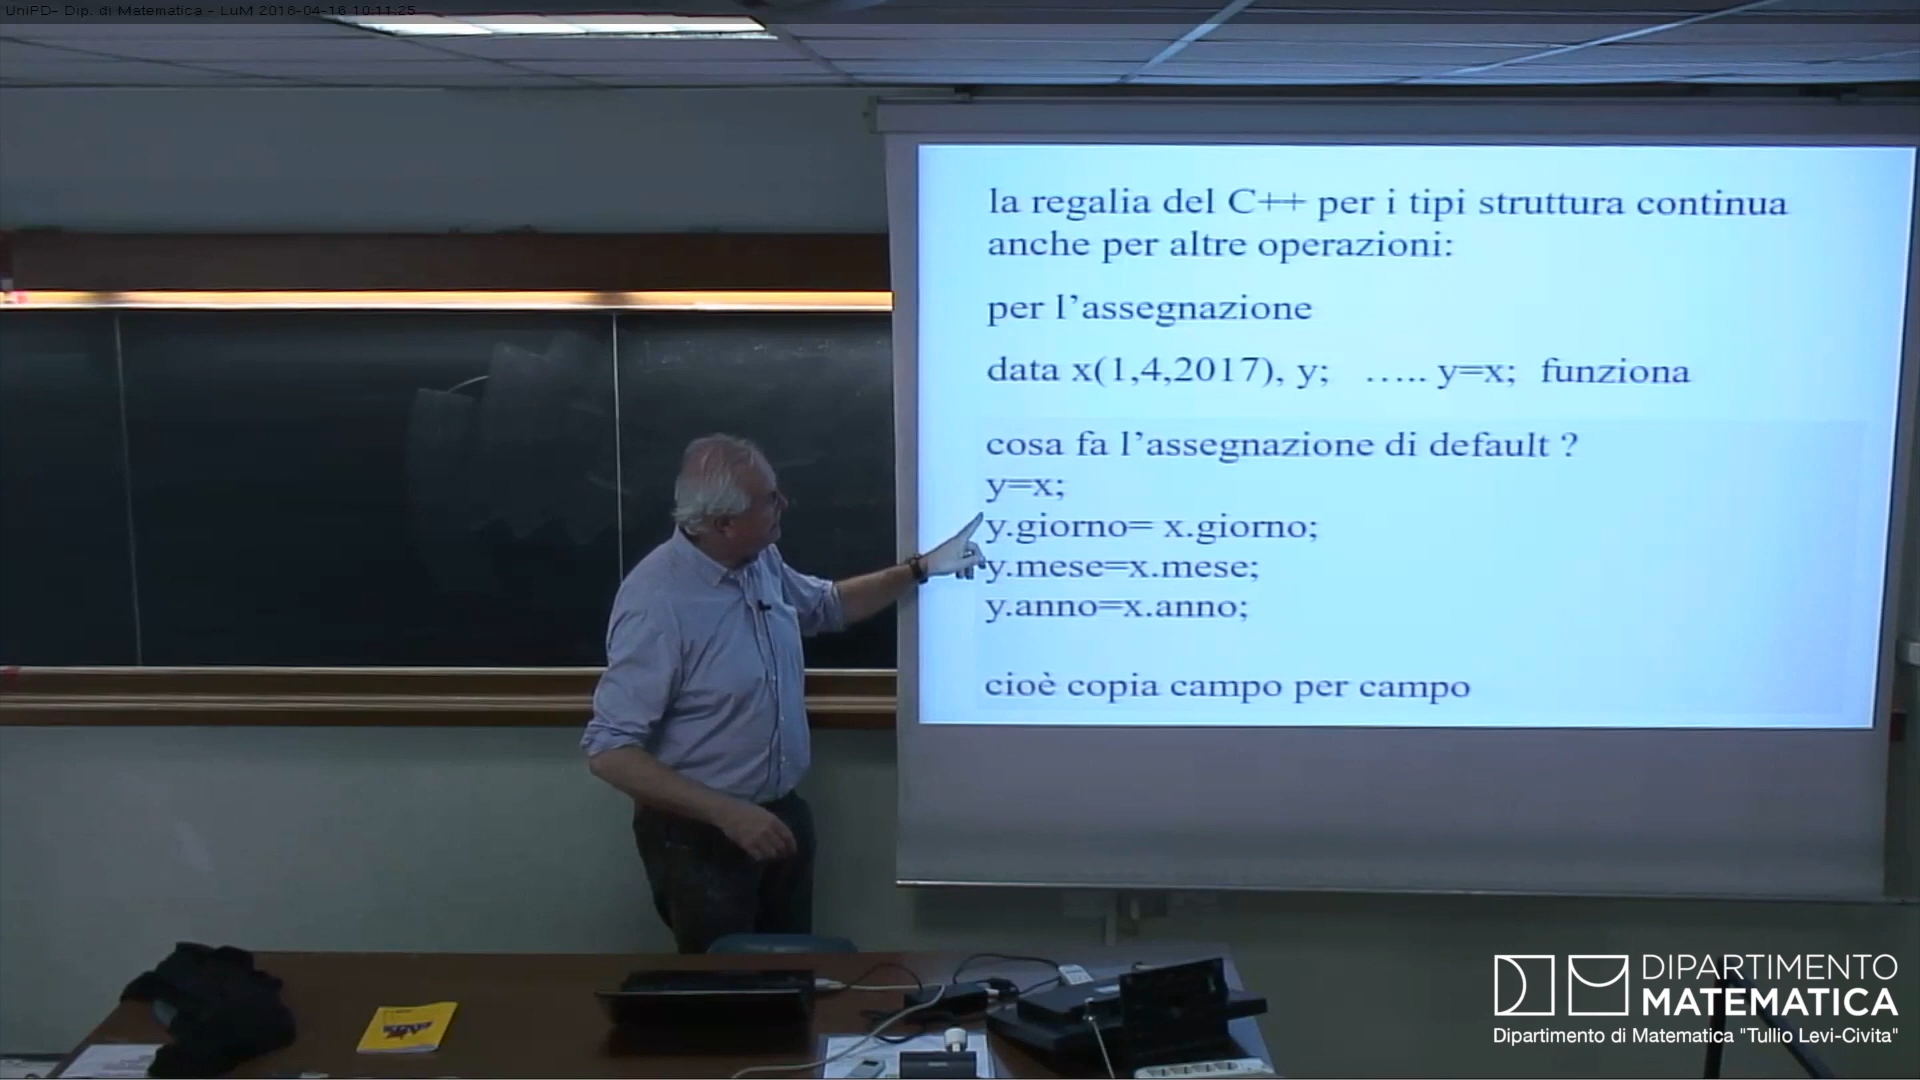 UniPD- Dip. di Matematica - LuM 2018-04-16 10:11:25
la regalia del C++ per i tipi struttura continua
anche per altre operazioni:
per l'assegnazione
data x(1,4,2017), y; ..... y=x; funziona
cosa fa l'assegnazione di default ?
y=x;
y.giorno= x.giorno;
y.mese=x.mese;
y.anno=x.anno;
cioè copia campo per campo
DIPARTIMENTO
MATEMATICA
Dipartimento di Matematica "Tullio Levi-Civita"